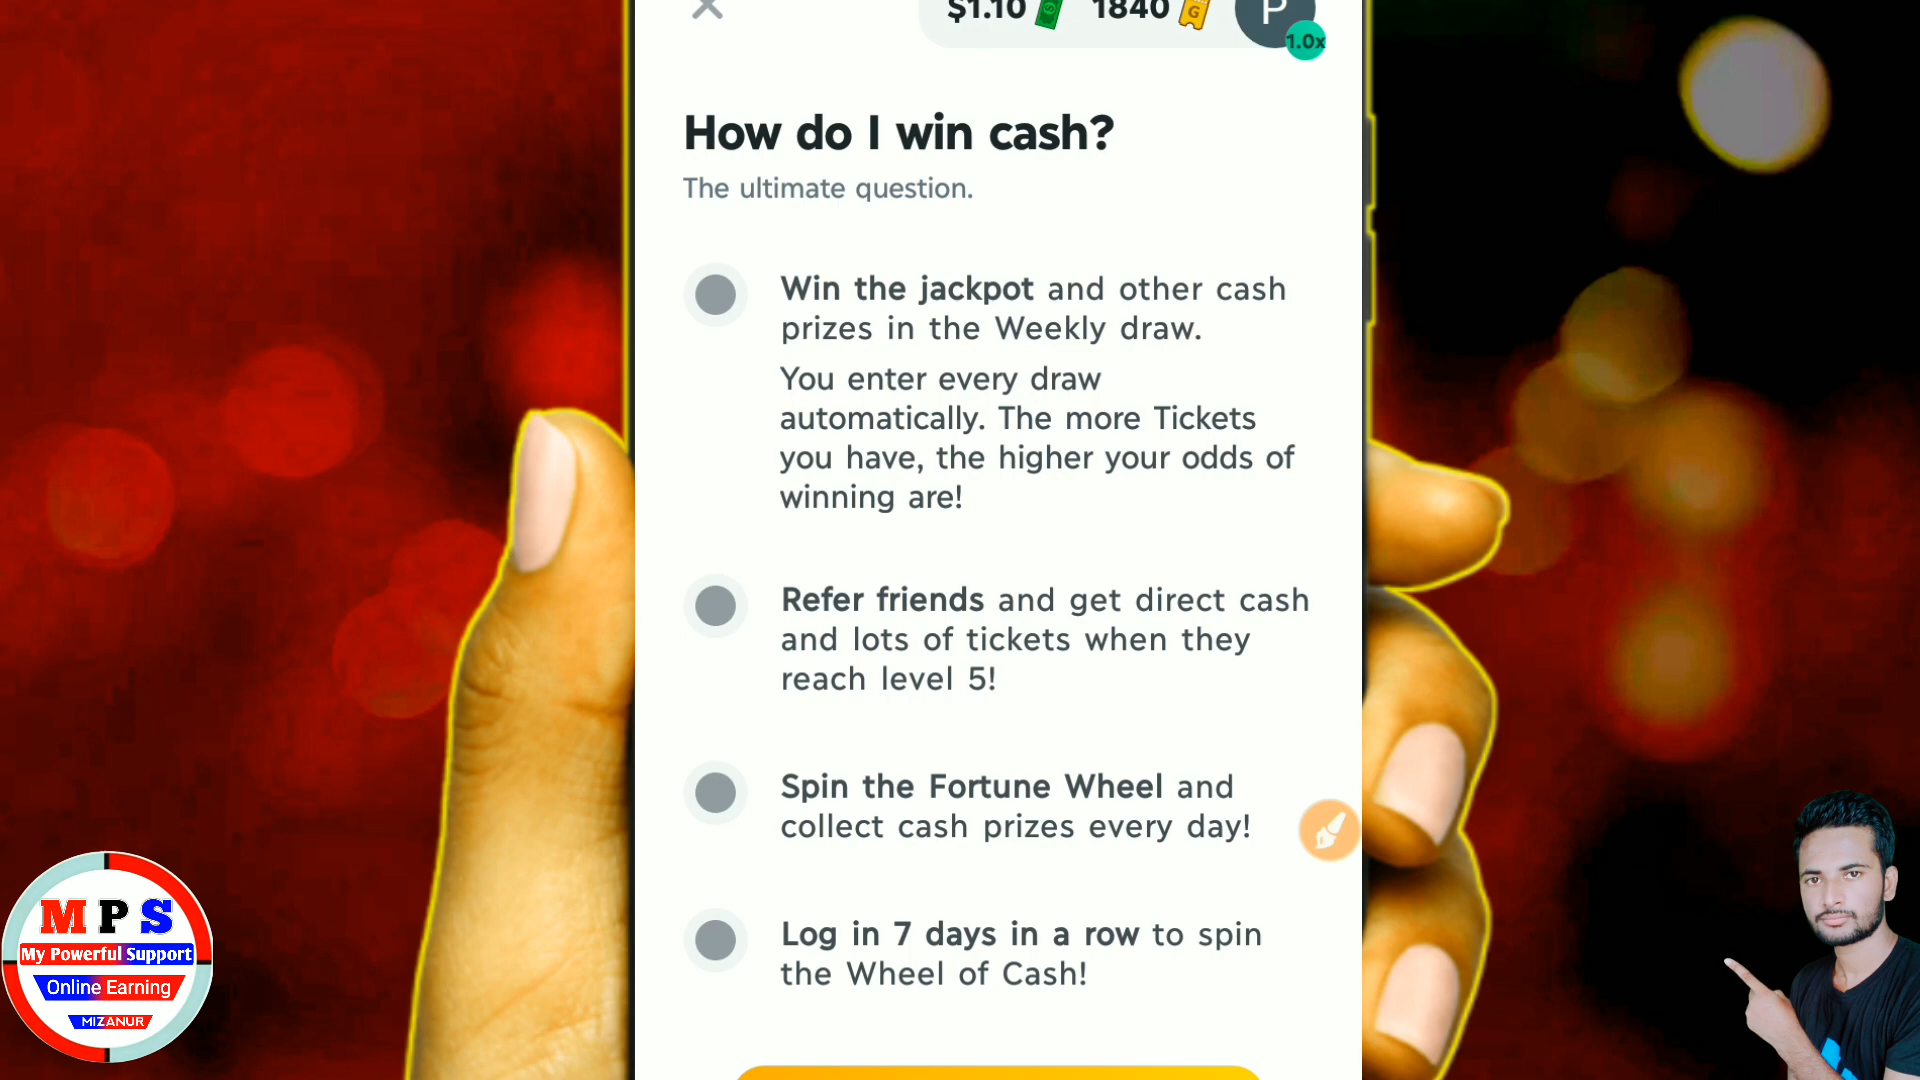 $1.10 1840 G P
1.0x
How do I win cash?
The ultimate question.
Win the jackpot and other cash
prizes in the Weekly draw.
You enter every draw
automatically. The more Tickets
you have, the higher your odds of
winning are!
Refer friends and get direct cash
and lots of tickets when they
reach level 5!
Spin the Fortune Wheel and
collect cash prizes every day!
Log in 7 days in a row to spin
the Wheel of Cash!
M P S
My Powerful Support
Online Earning
MIZANUR